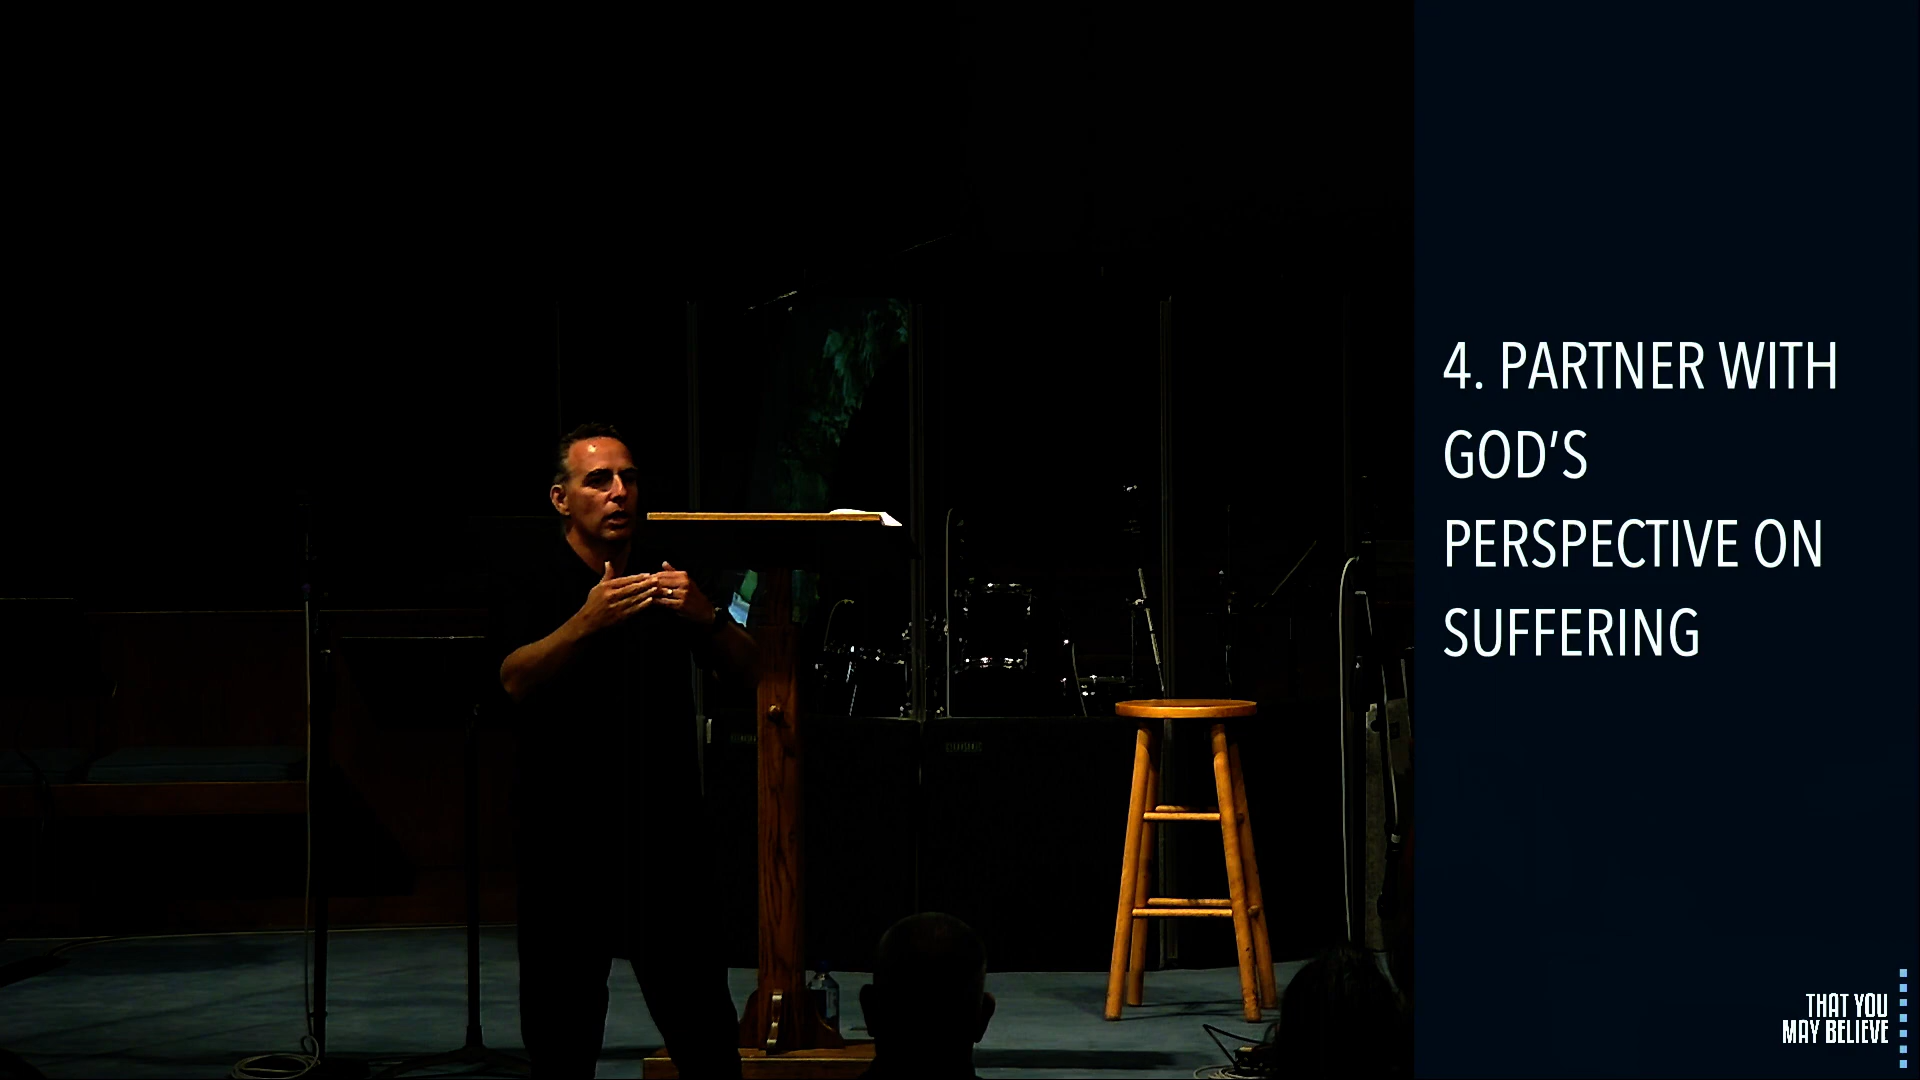 4. PARTNER WITH
GOD'S
PERSPECTIVE ON
SUFFERING
THAT YOU
MAY BELIEVE